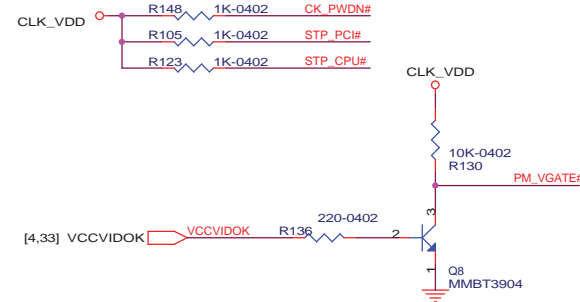 CLK_VDD
R148 1K-0402 CK_PWDN#
R105 1K-0402 STP_PCI#
R123 1K-0402 STP_CPU#
CLK_VDD
10K-0402
R130
PM_VGATE#
3
[4,33] VCCVIDOK VCCVIDOK R136 220-0402 2
1
Q8
MMBT3904